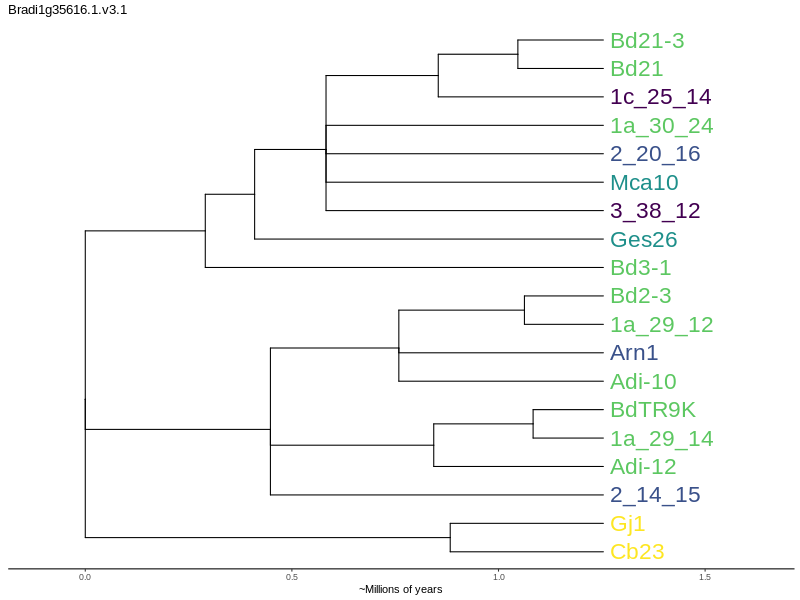 Bradi1g35616.1.v3.1
Bd21-3
Bd21
1c_25_14
1a_30_24
2_20_16
Mca10
3_38_12
Ges26
Bd3-1
Bd2-3
1a_29_12
Arn1
Adi-10
BdTR9K
1a_29_14
Adi-12
2_14_15
Gj1
Cb23
0.0 0.5 1.0 1.5
~Millions of years